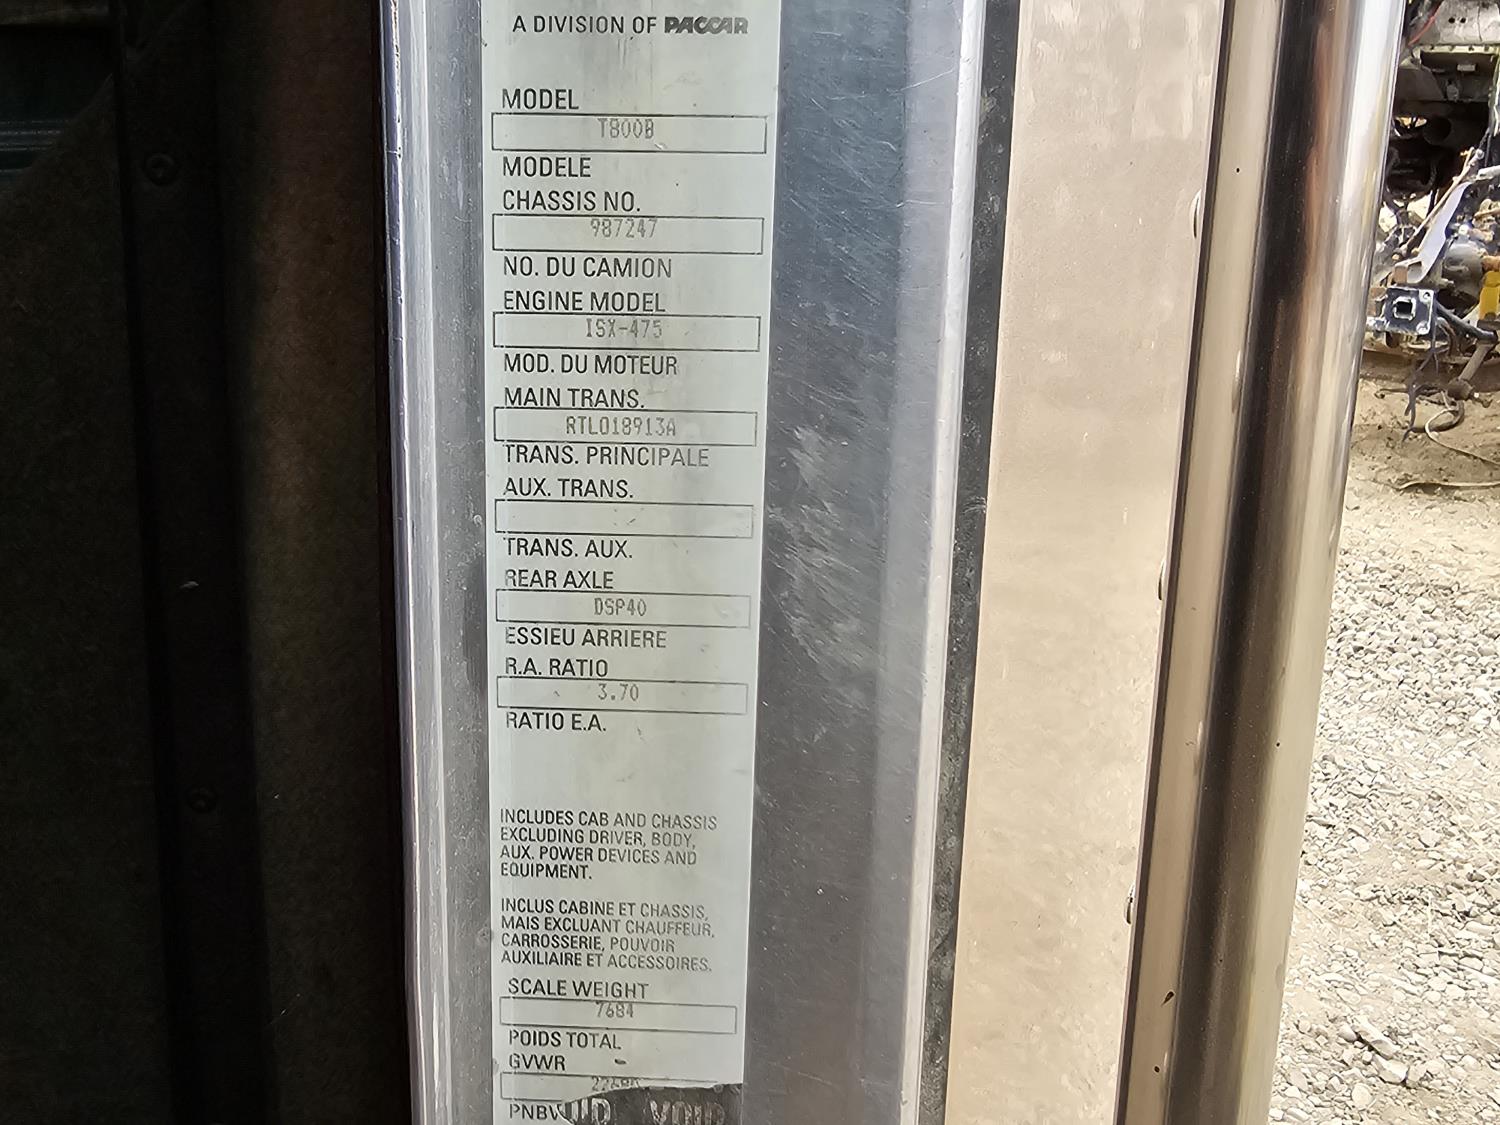 A DIVISION OF PACCAR
MODEL
T800B
MODELE
CHASSIS NO.
987247
NO. DU CAMION
ENGINE MODEL
ISX-475
MOD. DU MOTEUR
MAIN TRANS.
RTLO18913A
TRANS. PRINCIPALE
AUX. TRANS.
TRANS. AUX.
REAR AXLE
DSP40
ESSIEU ARRIERE
R.A. RATIO
3.70
RATIO E.A.
INCLUDES CAB AND CHASSIS
EXCLUDING DRIVER, BODY,
AUX. POWER DEVICES AND
EQUIPMENT.
INCLUS CABINE ET CHASSIS,
MAIS EXCLUANT CHAUFFEUR,
CARROSSERIE, POUVOIR
AUXILIAIRE ET ACCESSOIRES.
SCALE WEIGHT
7684
POIDS TOTAL
GVWR
VOID